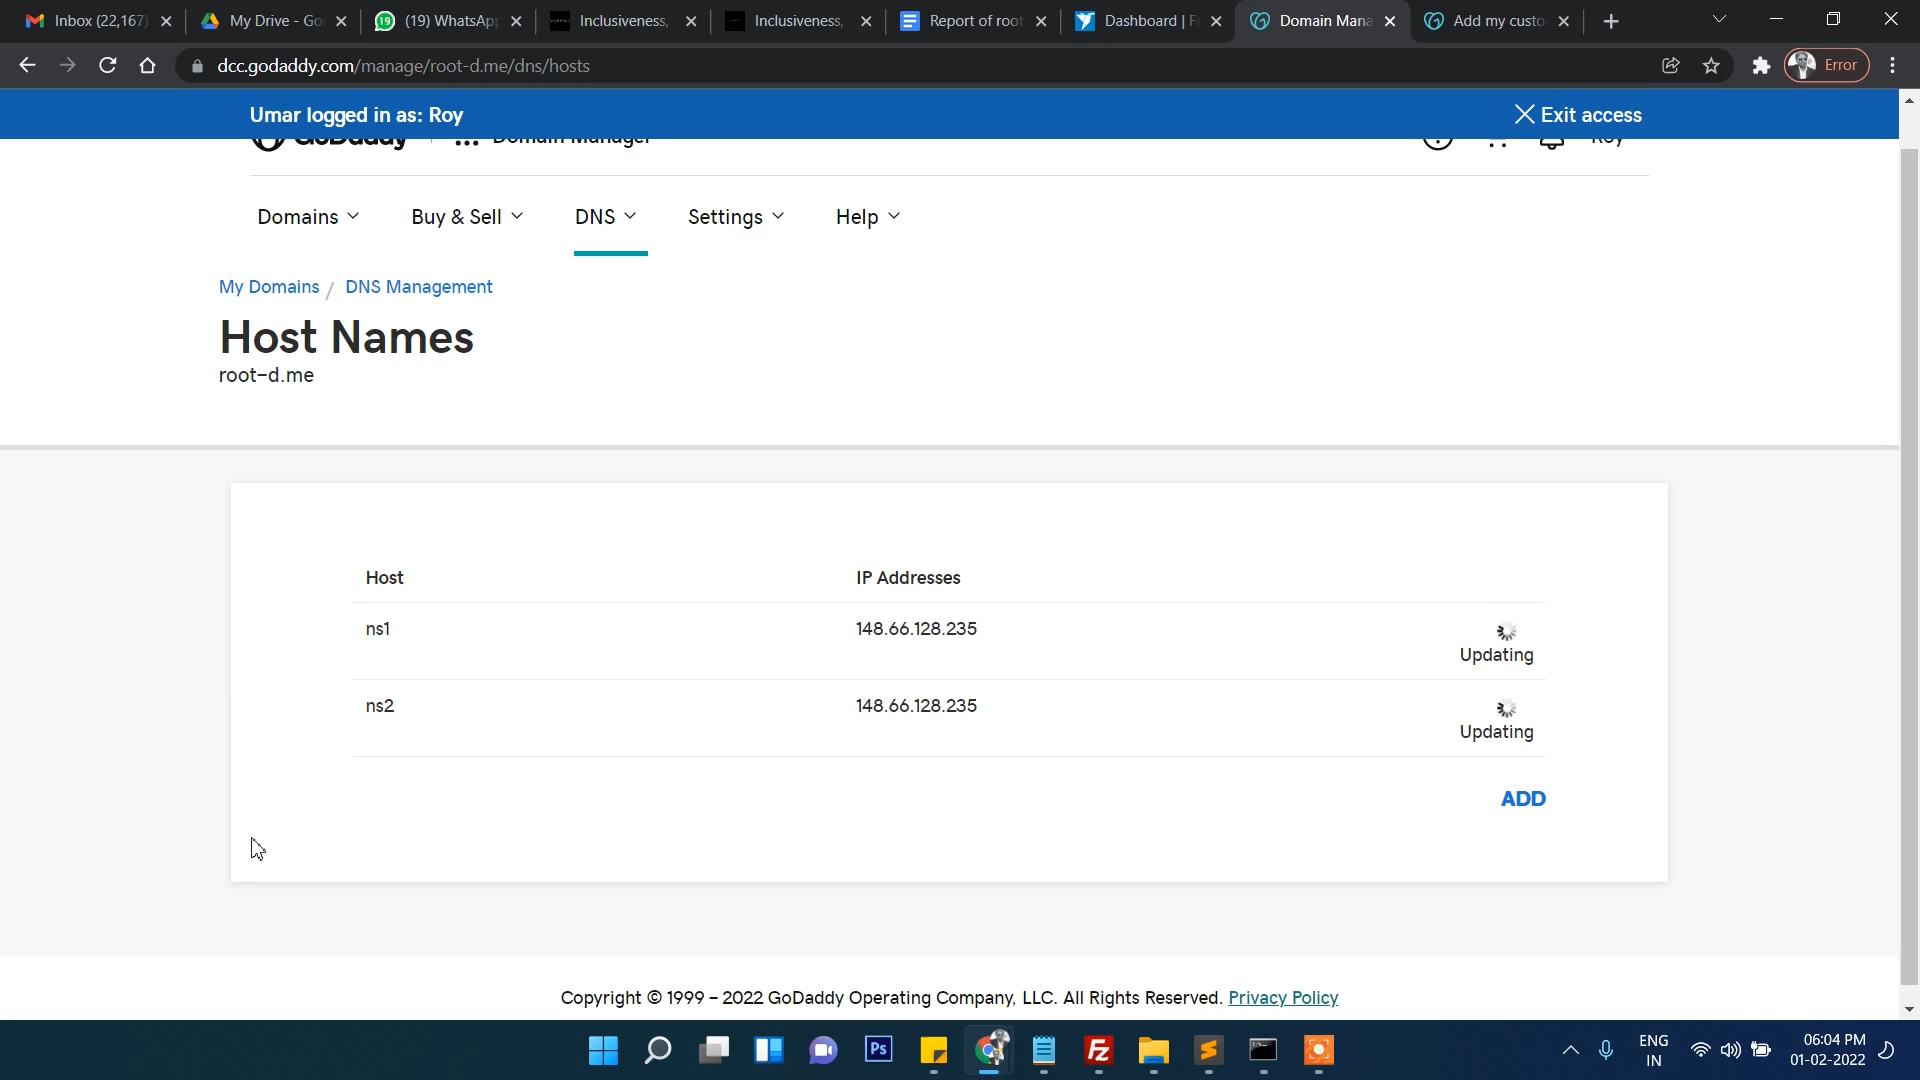 Inbox (22,167)
My Drive - Go
(19) WhatsApp
Inclusiveness,
Inclusiveness,
Report of root
Dashboard | Fr
Domain Mana
Add my custo
dcc.godaddy.com/manage/root-d.me/dns/hosts
Error
Umar logged in as: Roy
Exit access
GoDaddy
Domain Manager
Roy
Domains
Buy & Sell
DNS
Settings
Help
My Domains / DNS Management
Host Names
root-d.me
Host
IP Addresses
ns1
148.66.128.235
Updating
ns2
148.66.128.235
Updating
ADD
Copyright © 1999 – 2022 GoDaddy Operating Company, LLC. All Rights Reserved. Privacy Policy
Ps
Fz
ENG
IN
06:04 PM
01-02-2022